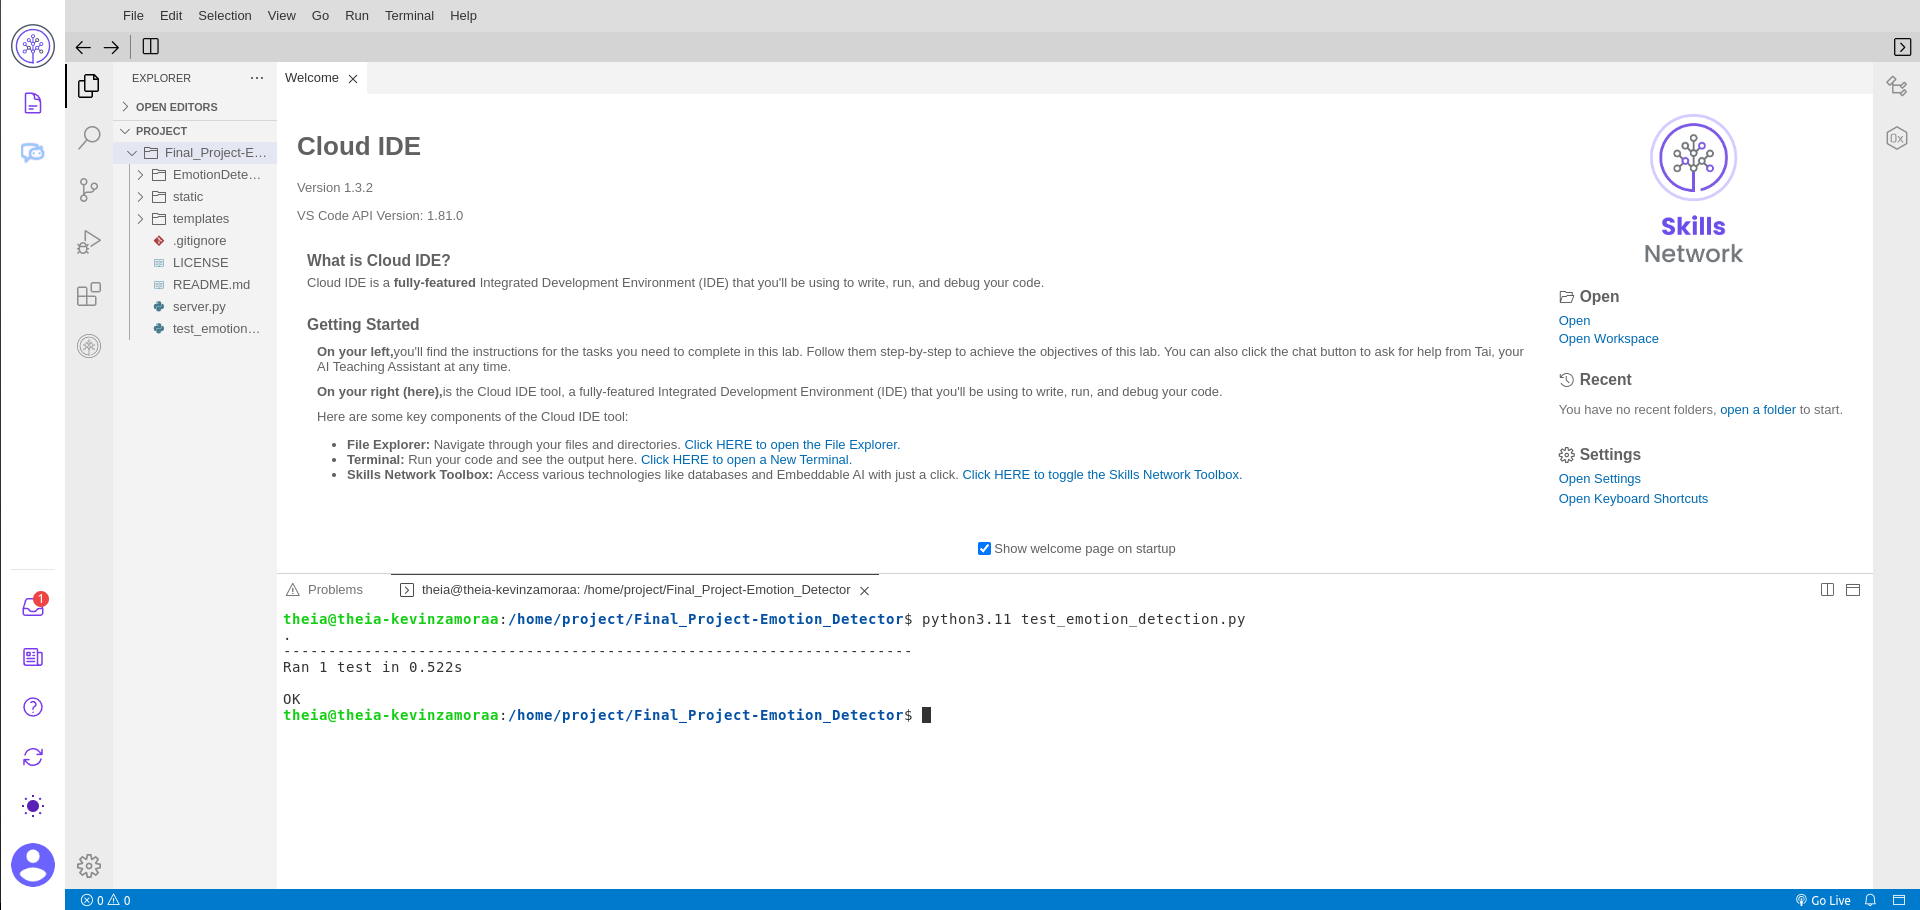 File Edit Selection View Go Run Terminal Help
EXPLORER ...
OPEN EDITORS
PROJECT
Final_Project-E...
EmotionDete...
static
templates
.gitignore
LICENSE
README.md
server.py
test_emotion...
Welcome
Cloud IDE
Version 1.3.2
VS Code API Version: 1.81.0
What is Cloud IDE?
Cloud IDE is a fully-featured Integrated Development Environment (IDE) that you'll be using to write, run, and debug your code.
Getting Started
On your left,you'll find the instructions for the tasks you need to complete in this lab. Follow them step-by-step to achieve the objectives of this lab. You can also click the chat button to ask for help from Tai, your
AI Teaching Assistant at any time.
On your right (here),is the Cloud IDE tool, a fully-featured Integrated Development Environment (IDE) that you'll be using to write, run, and debug your code.
Here are some key components of the Cloud IDE tool:
• File Explorer: Navigate through your files and directories. Click HERE to open the File Explorer.
• Terminal: Run your code and see the output here. Click HERE to open a New Terminal.
• Skills Network Toolbox: Access various technologies like databases and Embeddable AI with just a click. Click HERE to toggle the Skills Network Toolbox.
Show welcome page on startup
Skills
Network
Open
Open
Open Workspace
Recent
You have no recent folders, open a folder to start.
Settings
Open Settings
Open Keyboard Shortcuts
0x
Problems
theia@theia-kevinzamoraa: /home/project/Final_Project-Emotion_Detector
theia@theia-kevinzamoraa:/home/project/Final_Project-Emotion_Detector$ python3.11 test_emotion_detection.py
.
----------------------------------------------------------------------
Ran 1 test in 0.522s
OK
theia@theia-kevinzamoraa:/home/project/Final_Project-Emotion_Detector$
1
0 0
Go Live